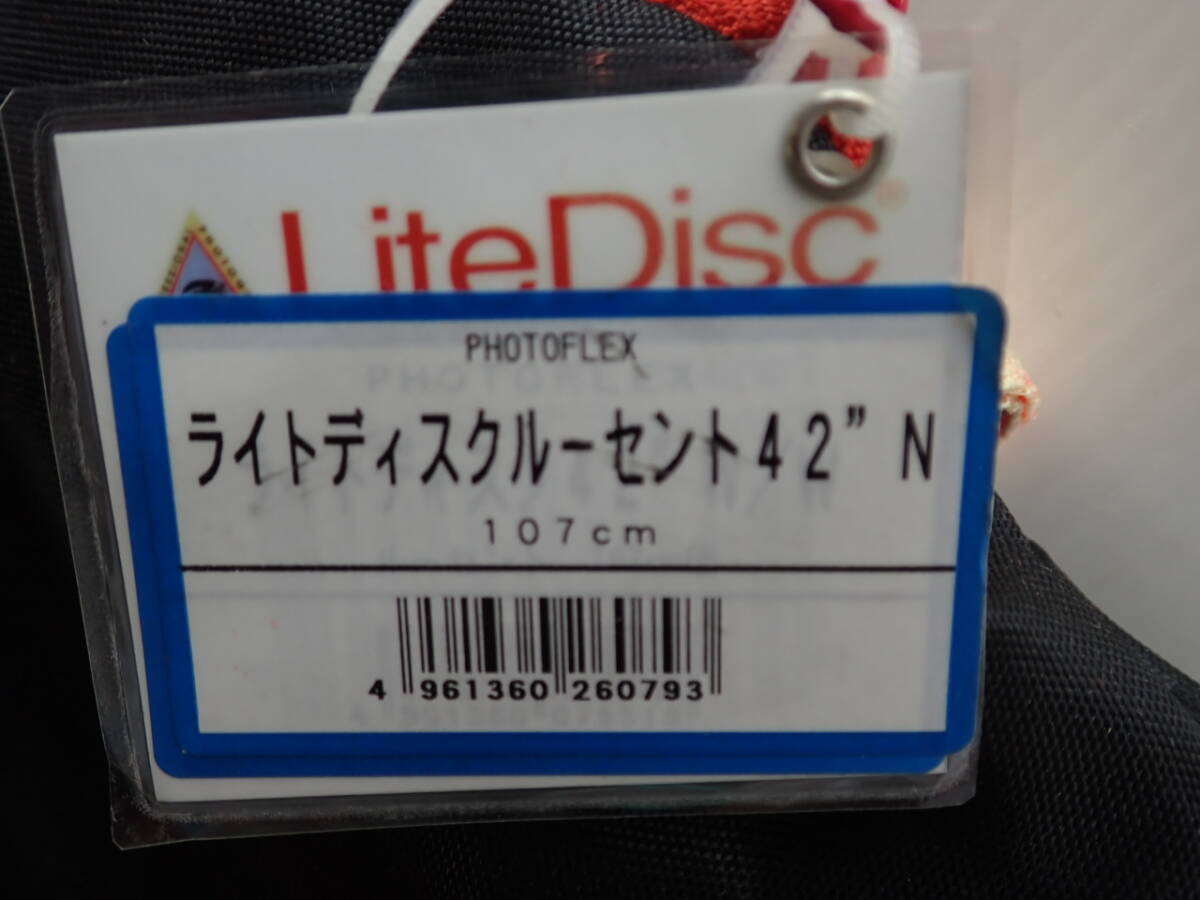 LiteDisc®
PHOTOFLEX
ライトディスクルーセント42” N
107cm
4 961360 260793